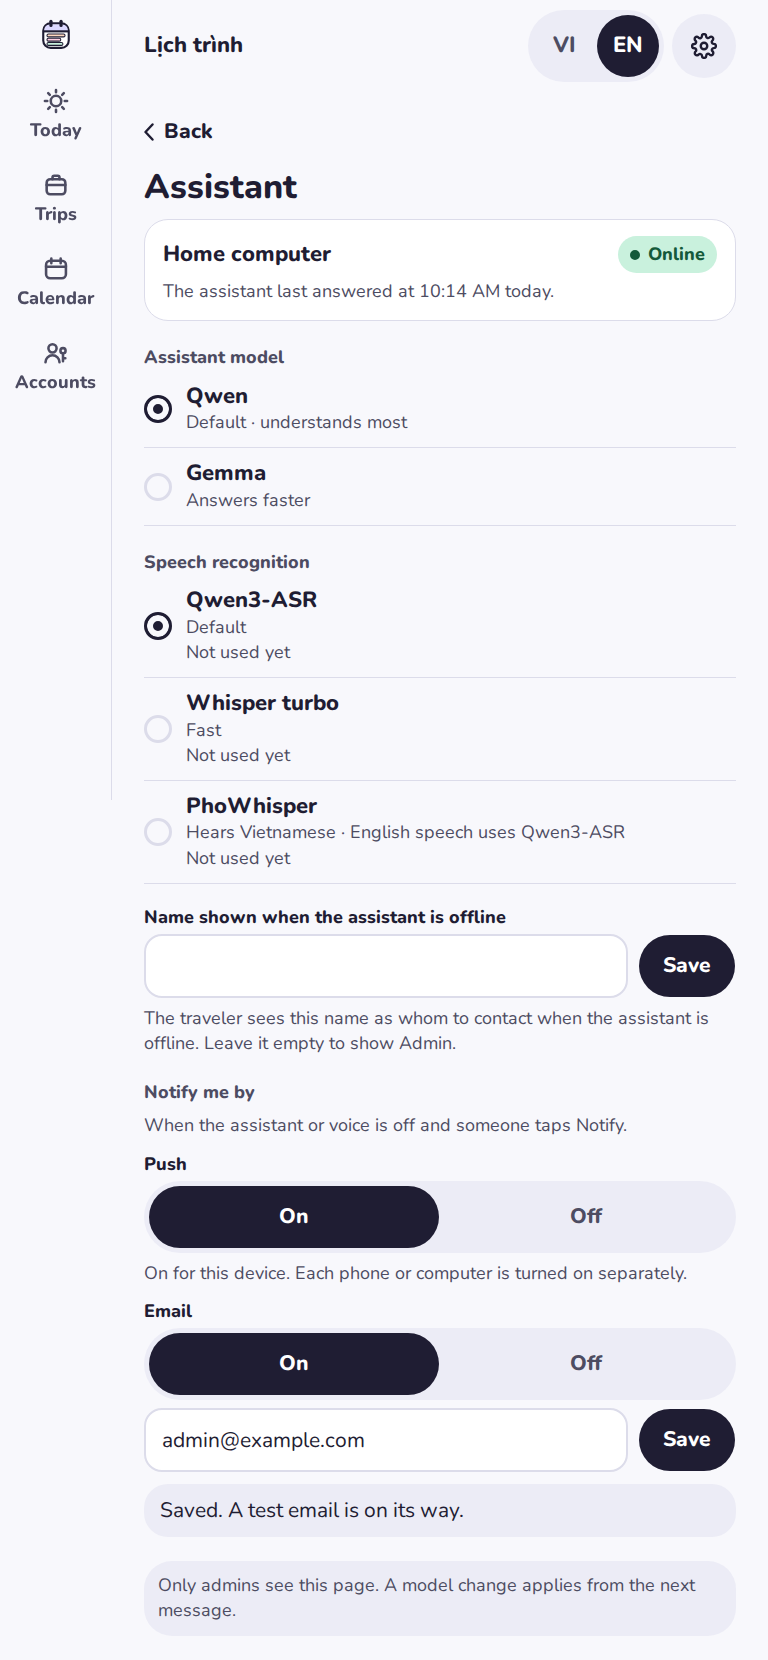 Lịch trình
VI
EN
Today
Trips
Calendar
Accounts
Back
Assistant
Home computer
Online
The assistant last answered at 10:14 AM today.
Assistant model
Qwen
Default · understands most
Gemma
Answers faster
Speech recognition
Qwen3-ASR
Default
Not used yet
Whisper turbo
Fast
Not used yet
PhoWhisper
Hears Vietnamese · English speech uses Qwen3-ASR
Not used yet
Name shown when the assistant is offline
Save
The traveler sees this name as whom to contact when the assistant is
offline. Leave it empty to show Admin.
Notify me by
When the assistant or voice is off and someone taps Notify.
Push
On
Off
On for this device. Each phone or computer is turned on separately.
Email
On
Off
admin@example.com
Save
Saved. A test email is on its way.
Only admins see this page. A model change applies from the next
message.